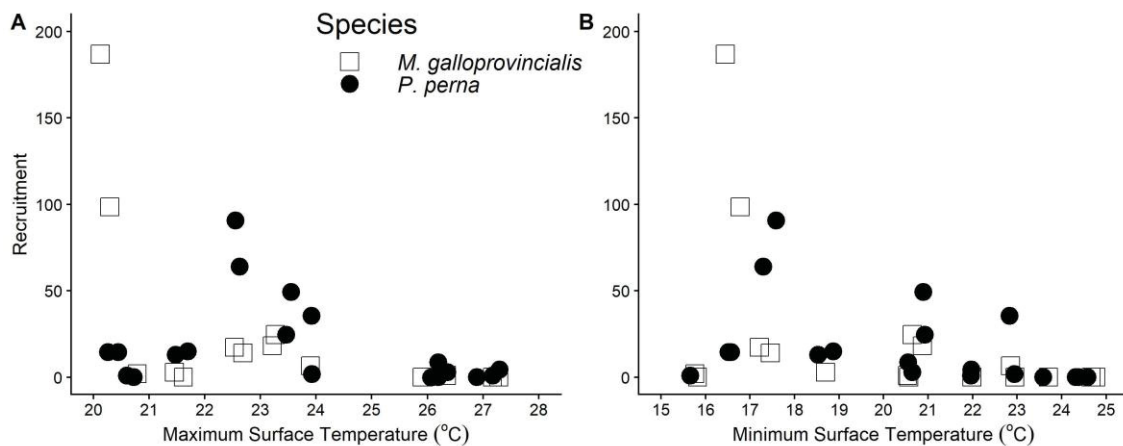 A
Species
B
M. galloprovincialis
P. perna
200
150
100
50
0
Recruitment
20 21 22 23 24 25 26 27 28
Maximum Surface Temperature (°C)
200
150
100
50
0
15 16 17 18 19 20 21 22 23 24 25
Minimum Surface Temperature (°C)